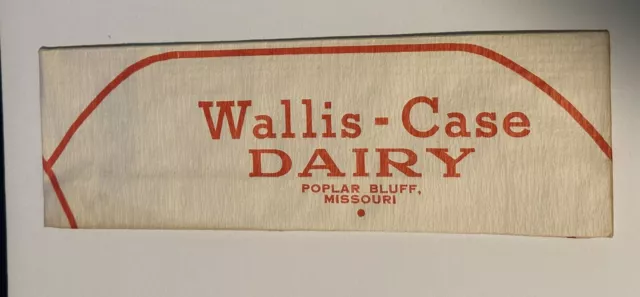 Wallis - Case
DAIRY
POPLAR BLUFF,
MISSOURI